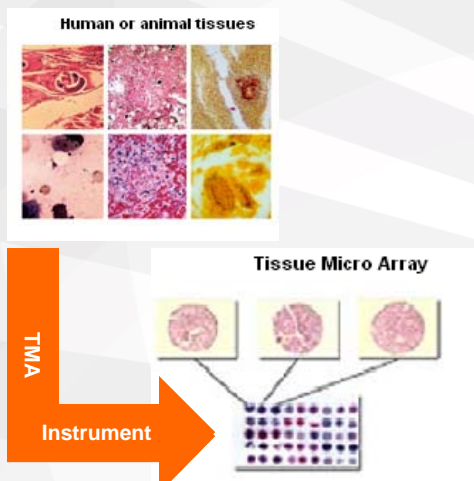 Human or animal tissues
Tissue Micro Array
TMA
Instrument